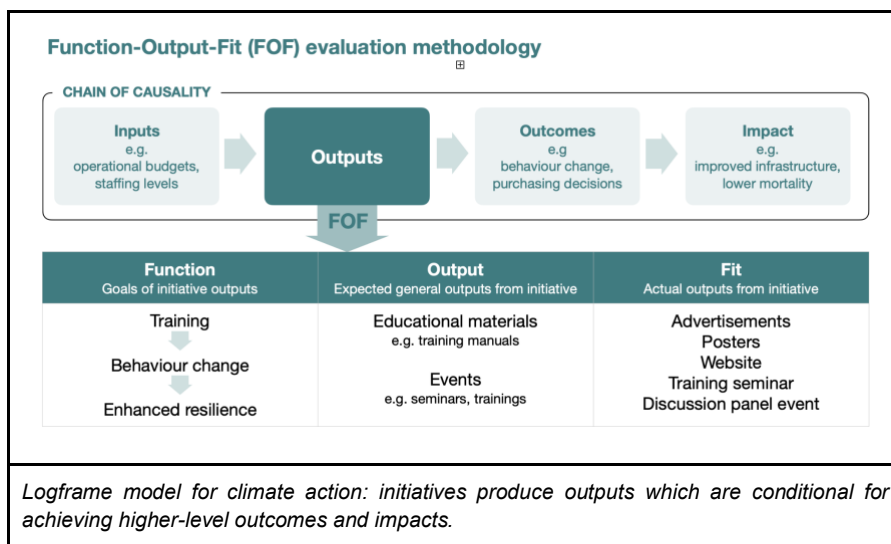 Function-Output-Fit (FOF) evaluation methodology
CHAIN OF CAUSALITY
Inputs
e.g.
operational budgets,
staffing levels
Outputs
Outcomes
e.g
behaviour change,
purchasing decisions
Impact
e.g.
improved infrastructure,
lower mortality
FOF
Function
Goals of initiative outputs
Training
Behaviour change
Enhanced resilience
Output
Expected general outputs from initiative
Educational materials
e.g. training manuals
Events
e.g. seminars, trainings
Fit
Actual outputs from initiative
Advertisements
Posters
Website
Training seminar
Discussion panel event
Logframe model for climate action: initiatives produce outputs which are conditional for
achieving higher-level outcomes and impacts.